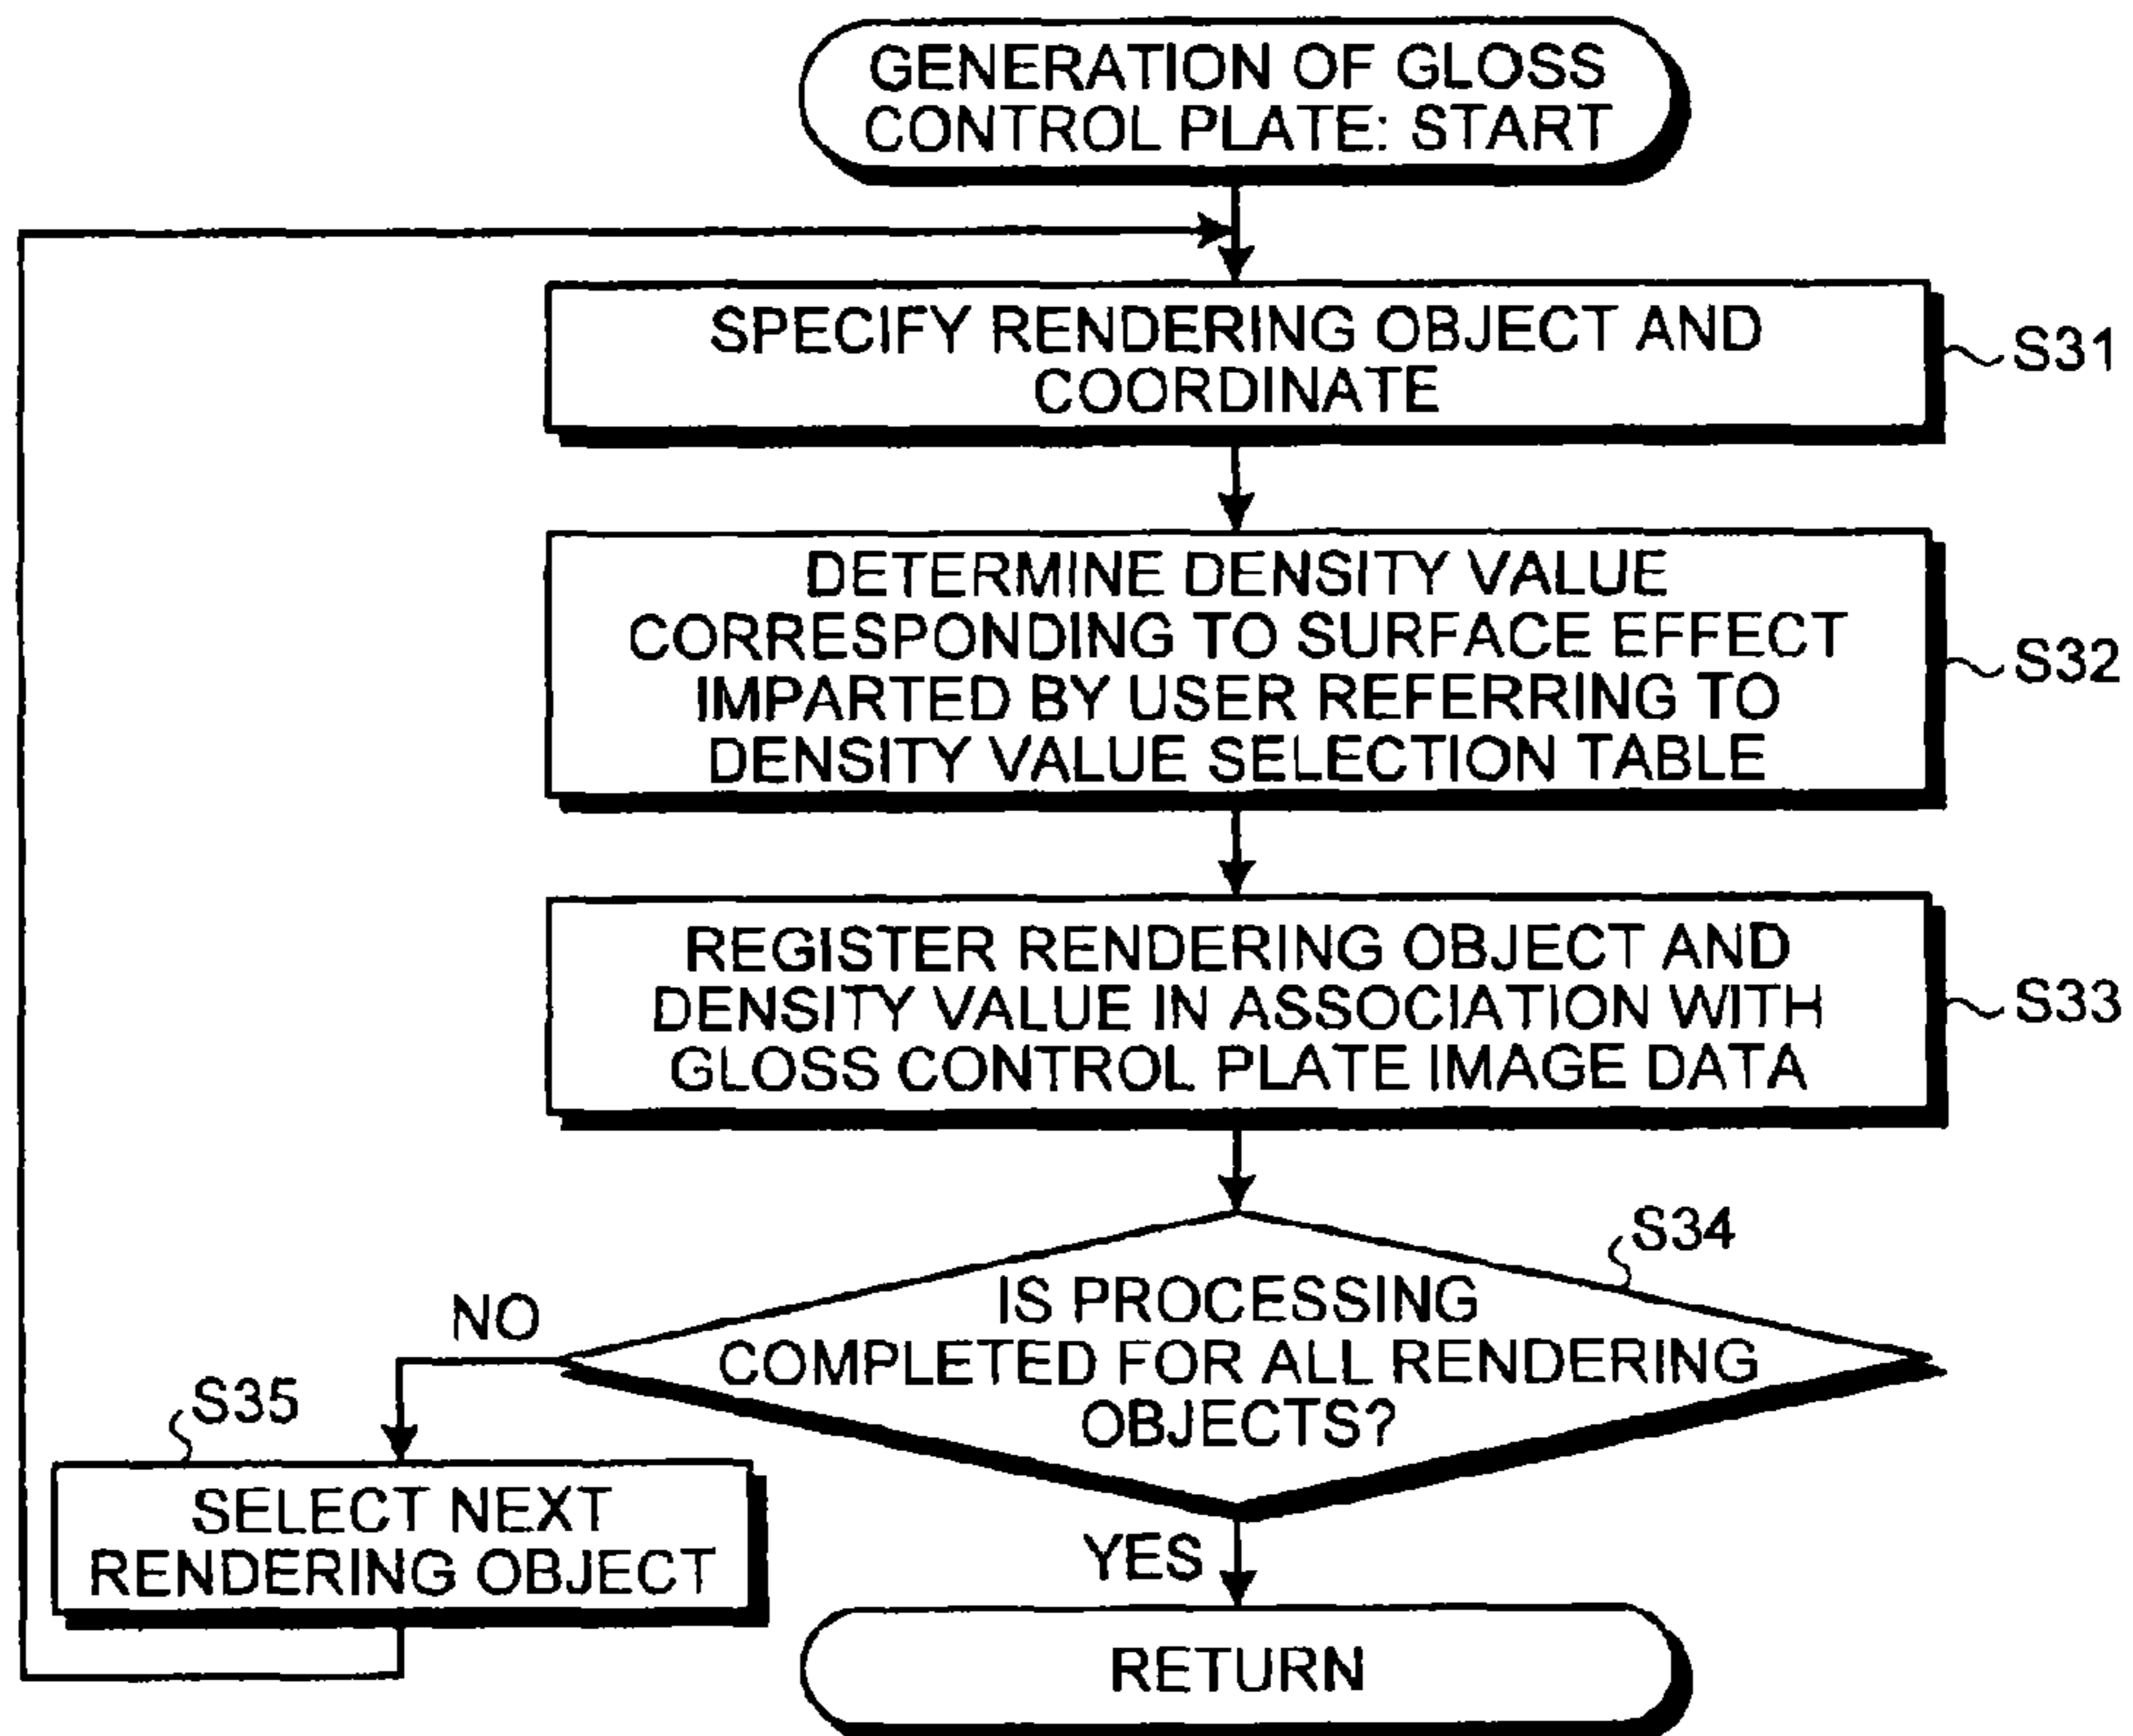 GENERATION OF GLOSS
CONTROL PLATE: START
SPECIFY RENDERING OBJECT AND
COORDINATE
S31
DETERMINE DENSITY VALUE
CORRESPONDING TO SURFACE EFFECT
IMPARTED BY USER REFERRING TO
DENSITY VALUE SELECTION TABLE
S32
REGISTER RENDERING OBJECT AND
DENSITY VALUE IN ASSOCIATION WITH
GLOSS CONTROL PLATE IMAGE DATA
S33
S34
IS PROCESSING
COMPLETED FOR ALL RENDERING
OBJECTS?
NO
S35
SELECT NEXT
RENDERING OBJECT
YES
RETURN